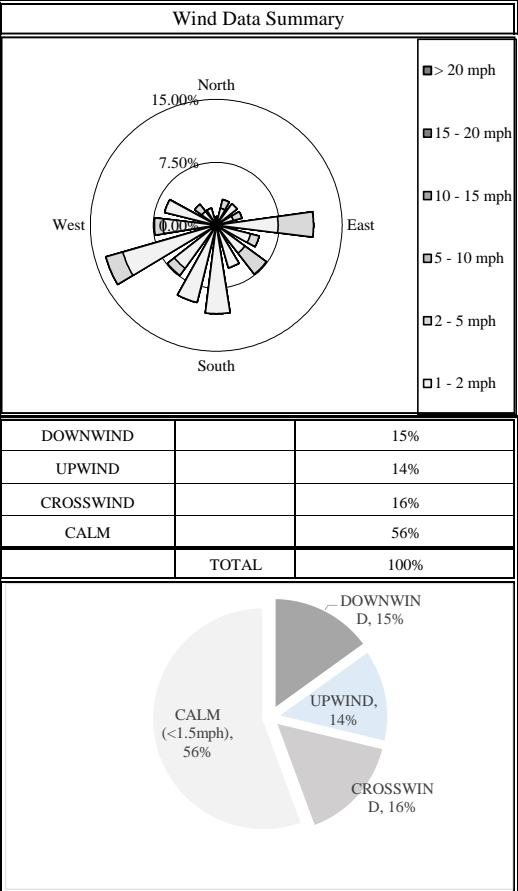 Wind Data Summary
North
15.00%
7.50%
0.00%
West
East
South
> 20 mph
15 - 20 mph
10 - 15 mph
5 - 10 mph
2 - 5 mph
1 - 2 mph
DOWNWIND 15%
UPWIND 14%
CROSSWIND 16%
CALM 56%
TOTAL 100%
DOWNWIN
D, 15%
UPWIND,
14%
CROSSWIN
D, 16%
CALM
(<1.5mph),
56%